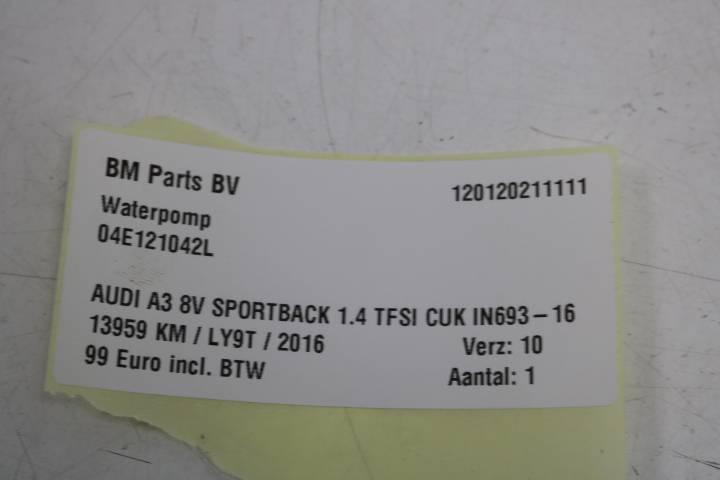 BM Parts BV
120120211111
Waterpomp
04E121042L
AUDI A3 8V SPORTBACK 1.4 TFSI CUK IN693-16
13959 KM / LY9T / 2016
Verz: 10
99 Euro incl. BTW
Aantal: 1